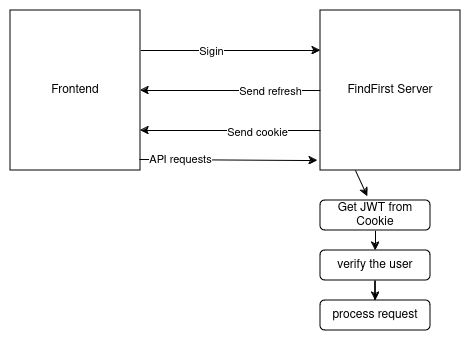 Sigin
Frontend
FindFirst Server
Send refresh
Send cookie
API requests
Get JWT from
Cookie
verify the user
process request